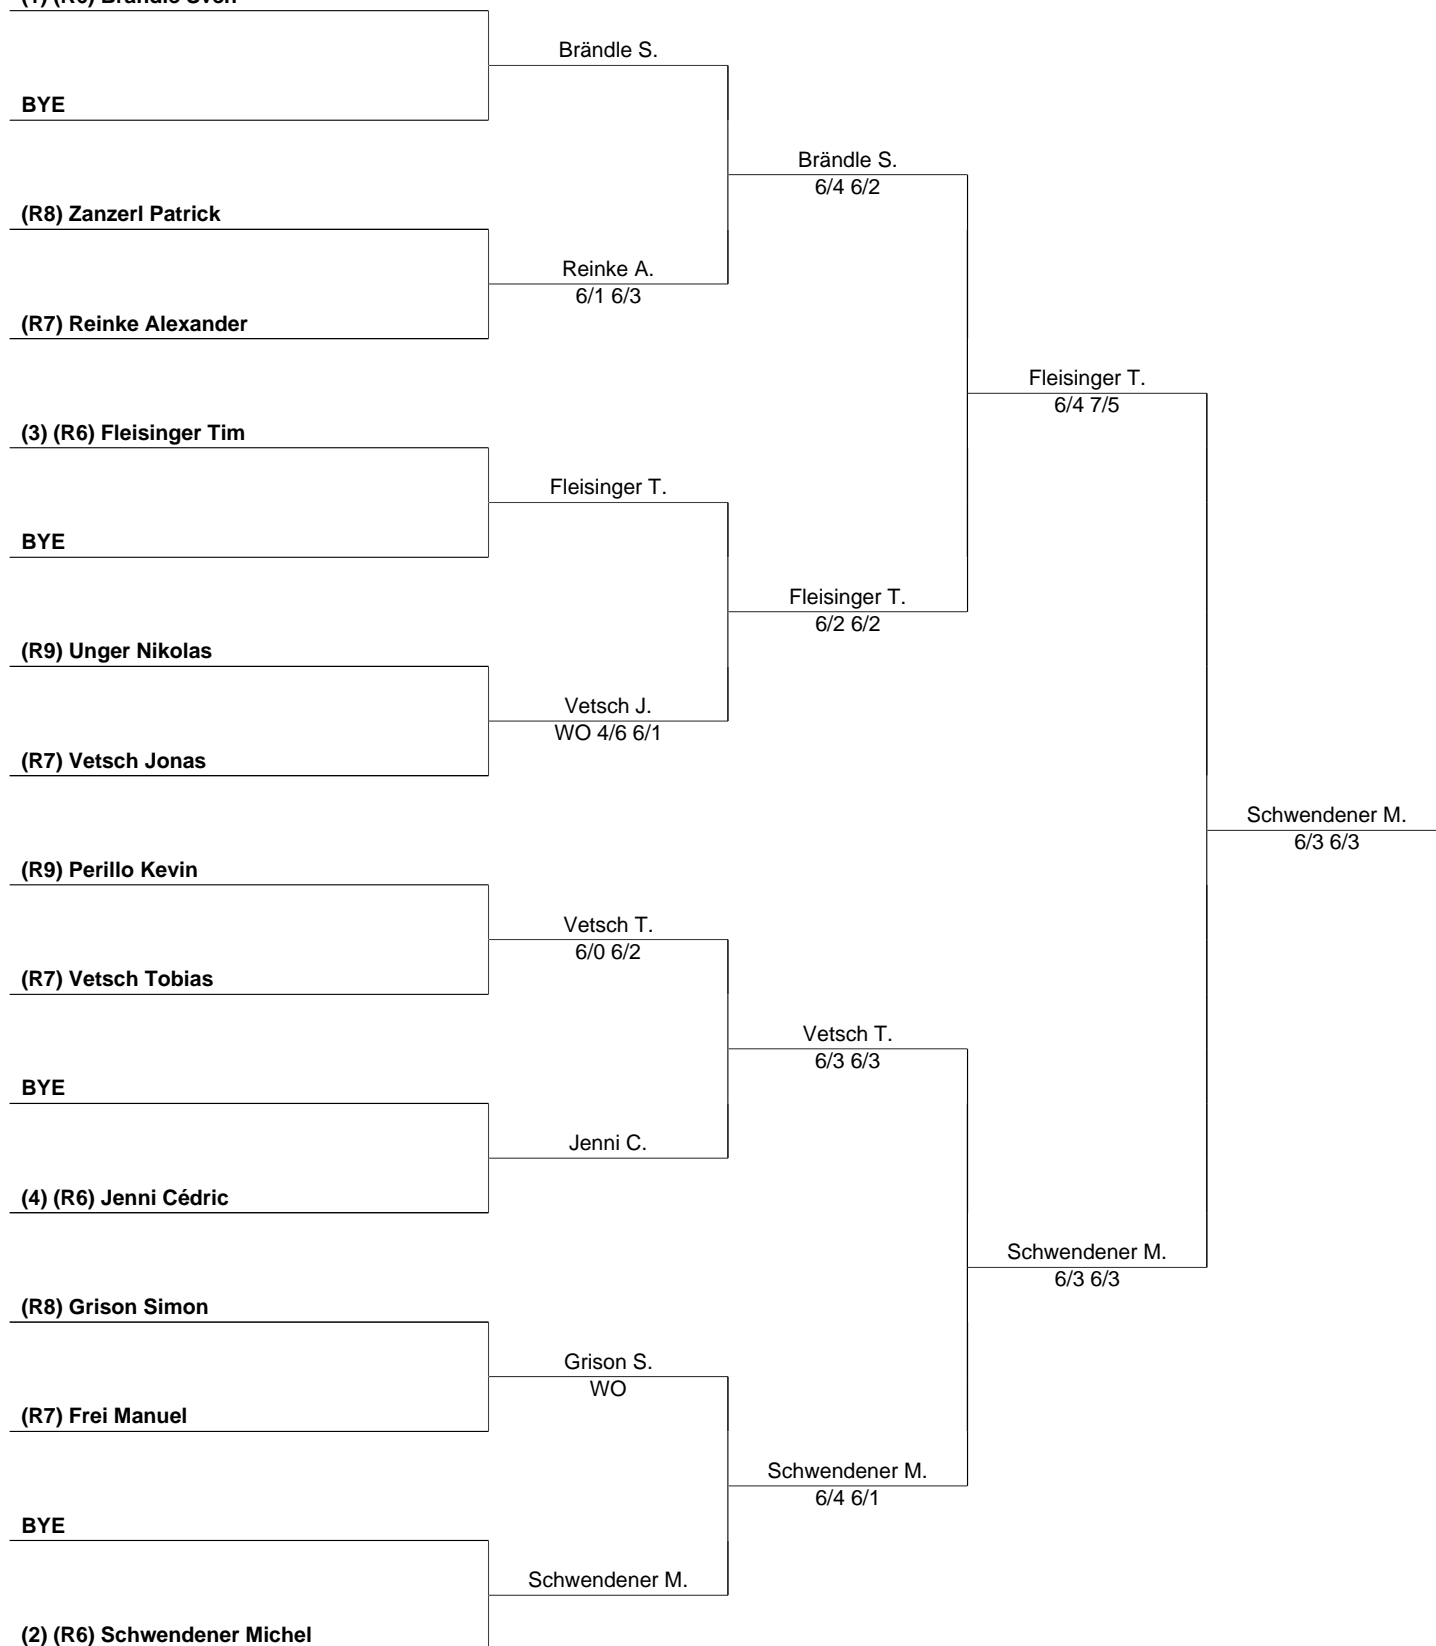 (1) (R6) Brändle Sven
Brändle S.
BYE
Brändle S.
6/4 6/2
(R8) Zanzerl Patrick
Reinke A.
6/1 6/3
(R7) Reinke Alexander
Fleisinger T.
6/4 7/5
(3) (R6) Fleisinger Tim
Fleisinger T.
BYE
Fleisinger T.
6/2 6/2
(R9) Unger Nikolas
Vetsch J.
WO 4/6 6/1
(R7) Vetsch Jonas
Schwendener M.
6/3 6/3
(R9) Perillo Kevin
Vetsch T.
6/0 6/2
(R7) Vetsch Tobias
Vetsch T.
6/3 6/3
BYE
Jenni C.
(4) (R6) Jenni Cédric
Schwendener M.
6/3 6/3
(R8) Grison Simon
Grison S.
WO
(R7) Frei Manuel
Schwendener M.
6/4 6/1
BYE
Schwendener M.
(2) (R6) Schwendener Michel